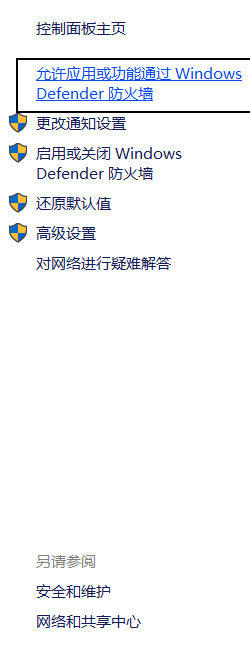 控制面板主页
允许应用或功能通过 Windows
Defender 防火墙
更改通知设置
启用或关闭 Windows
Defender 防火墙
还原默认值
高级设置
对网络进行疑难解答
另请参阅
安全和维护
网络和共享中心